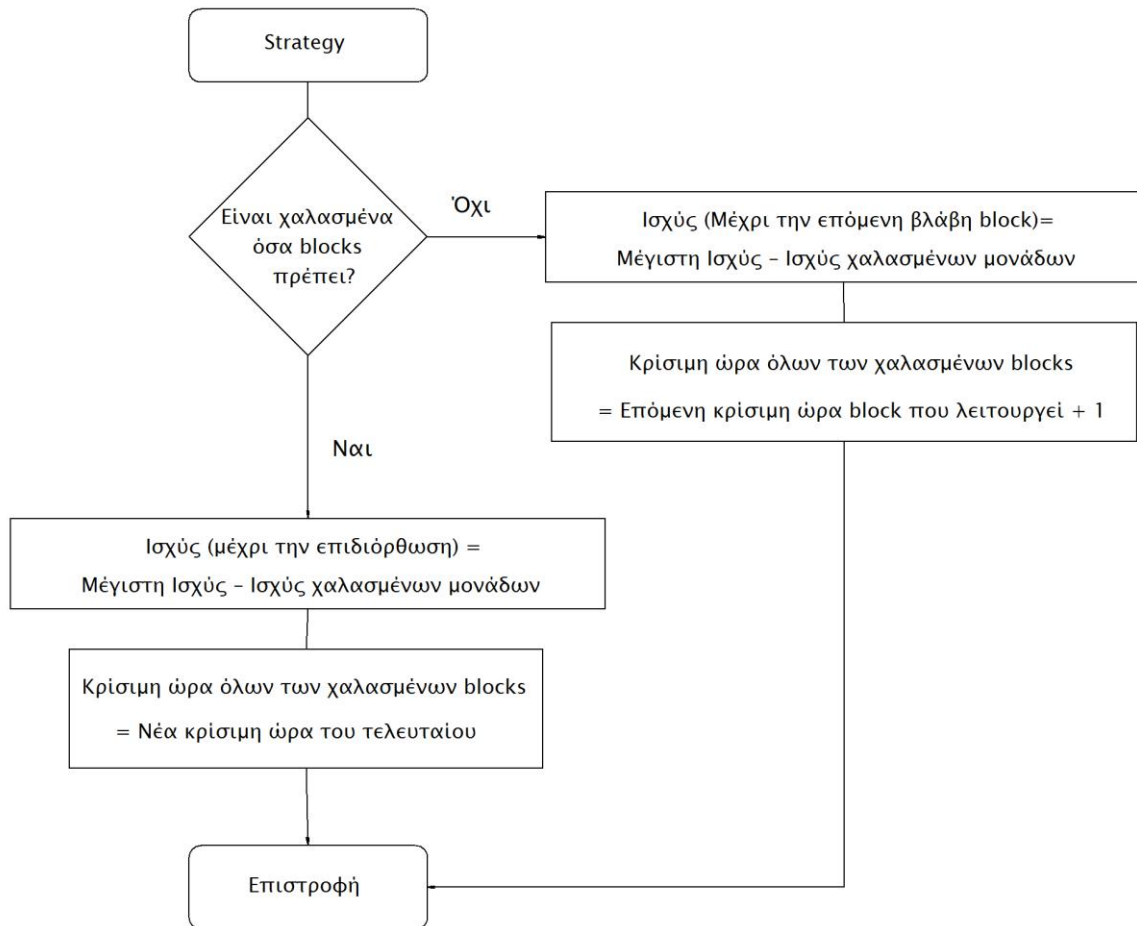 Strategy
Είναι χαλασμένα
όσα blocks
πρέπει?
Όχι
Ισχύς (Μέχρι την επόμενη βλάβη block)=
Μέγιστη Ισχύς – Ισχύς χαλασμένων μονάδων
Κρίσιμη ώρα όλων των χαλασμένων blocks
= Επόμενη κρίσιμη ώρα block που λειτουργεί + 1
Ναι
Ισχύς (μέχρι την επιδιόρθωση) =
Μέγιστη Ισχύς – Ισχύς χαλασμένων μονάδων
Κρίσιμη ώρα όλων των χαλασμένων blocks
= Νέα κρίσιμη ώρα του τελευταίου
Επιστροφή